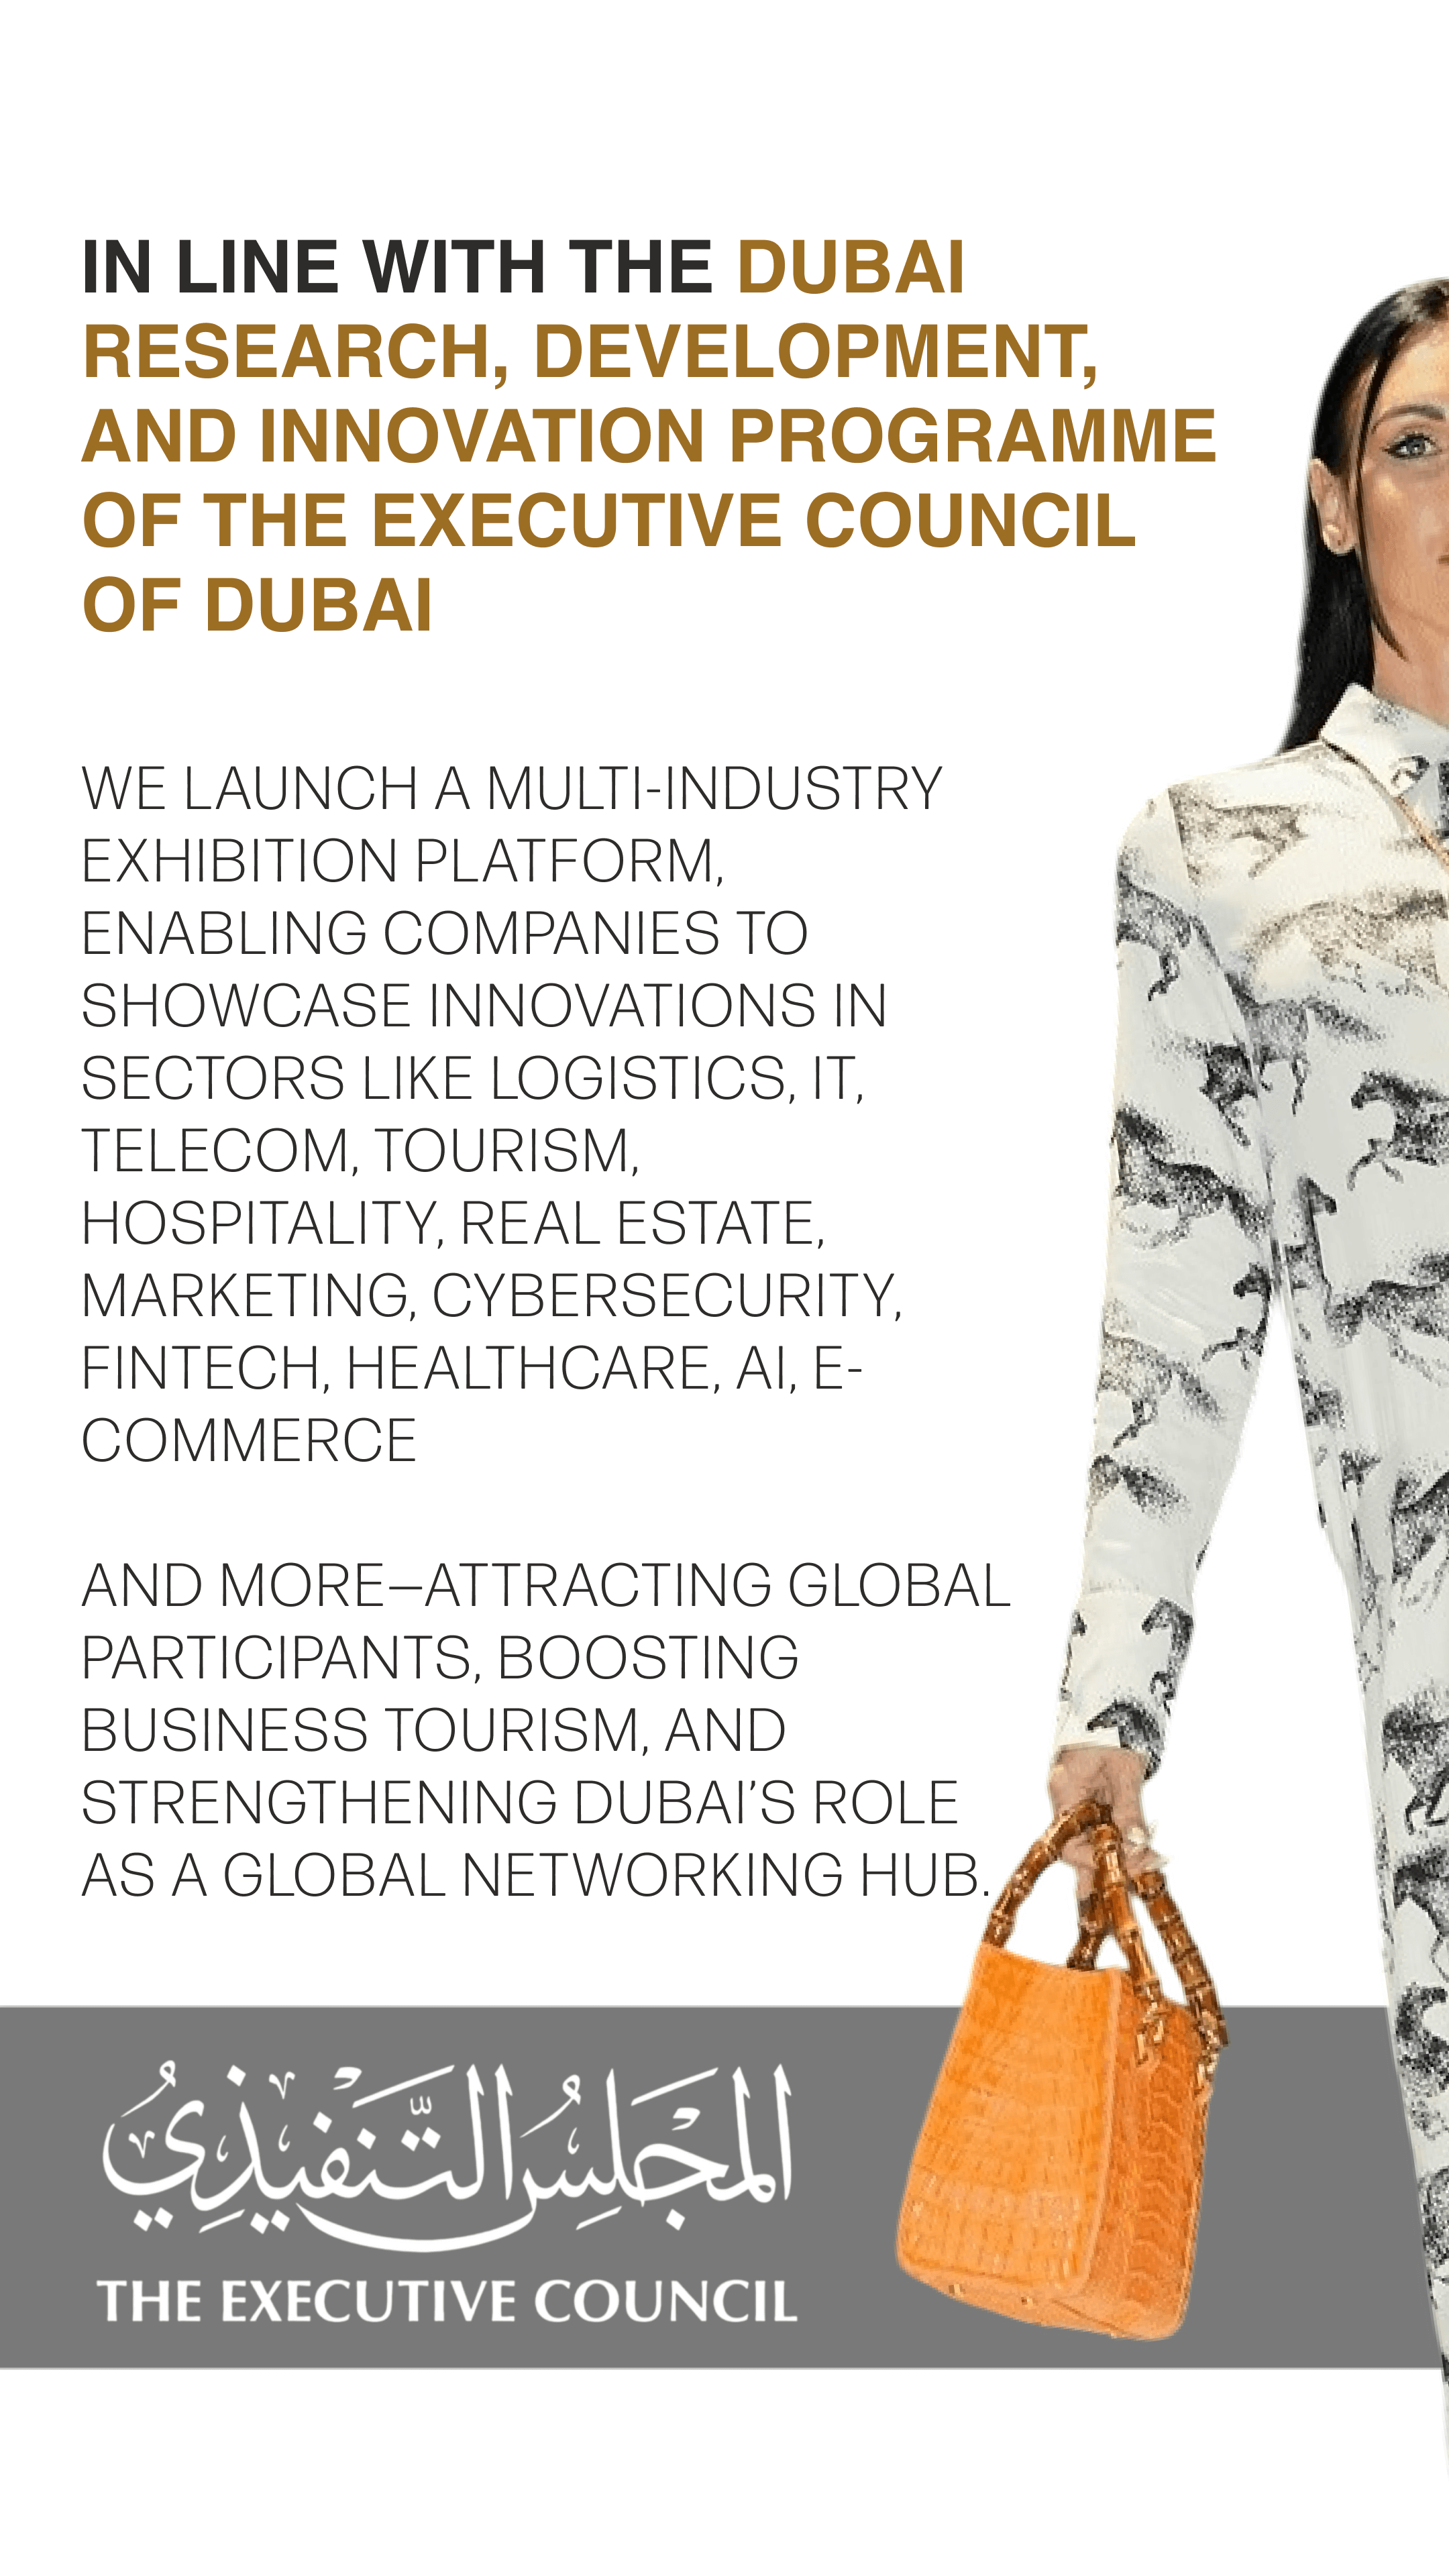 IN LINE WITH THE DUBAI
RESEARCH, DEVELOPMENT,
AND INNOVATION PROGRAMME
OF THE EXECUTIVE COUNCIL
OF DUBAI
WE LAUNCH A MULTI-INDUSTRY
EXHIBITION PLATFORM,
ENABLING COMPANIES TO
SHOWCASE INNOVATIONS IN
SECTORS LIKE LOGISTICS, IT,
TELECOM, TOURISM,
HOSPITALITY, REAL ESTATE,
MARKETING, CYBERSECURITY,
FINTECH, HEALTHCARE, AI, E-
COMMERCE
AND MORE—ATTRACTING GLOBAL
PARTICIPANTS, BOOSTING
BUSINESS TOURISM, AND
STRENGTHENING DUBAI’S ROLE
AS A GLOBAL NETWORKING HUB.
المجلسُ التّنفيذيُ
THE EXECUTIVE COUNCIL